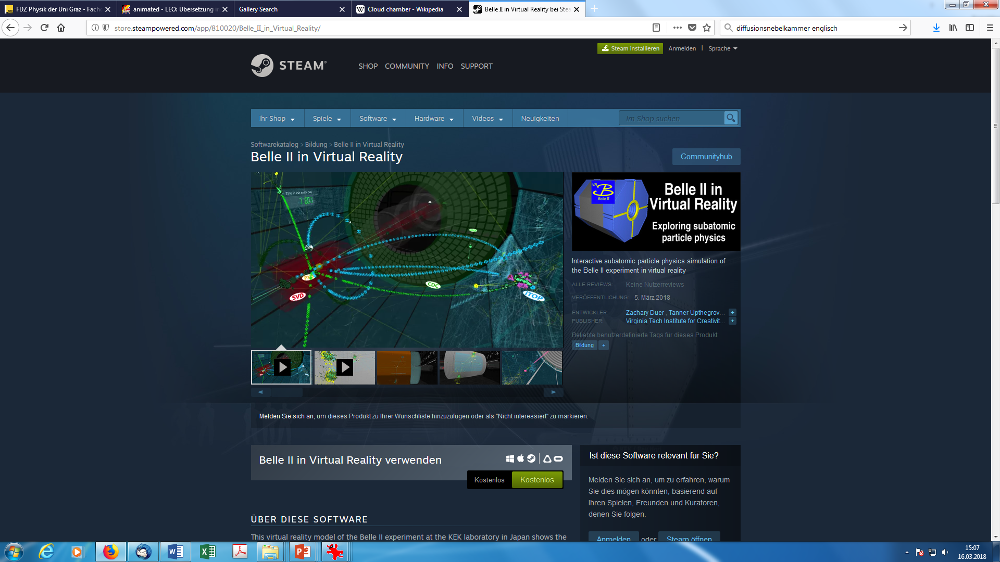 FDZ Physik der Uni Graz - Fach
animated - LEO: Übersetzung i
Gallery Search
Cloud chamber - Wikipedia
Belle II in Virtual Reality bei Stea
store.steampowered.com/app/810020/Belle_II_in_Virtual_Reality/
diffusionsnebelkammer englisch
Steam installieren
Anmelden
Sprache
STEAM®
SHOP
COMMUNITY
INFO
SUPPORT
Ihr Shop
Spiele
Software
Hardware
Videos
Neuigkeiten
Im Shop suchen
Softwarekatalog > Bildung > Belle II in Virtual Reality
Belle II in Virtual Reality
Communityhub
SVD
CDC
iTOP
VR
B
Belle II
Belle II in
Virtual Reality
Exploring subatomic
particle physics
Interactive subatomic particle physics simulation of
the Belle II experiment in virtual reality
ALLE REVIEWS: Keine Nutzerreviews
VERÖFFENTLICHUNG: 5. März 2018
ENTWICKLER: Zachary Duer , Tanner Upthegrov... +
PUBLISHER: Virginia Tech Institute for Creativit... +
Beliebte benutzerdefinierte Tags für dieses Produkt:
Bildung +
Melden Sie sich an, um dieses Produkt zu Ihrer Wunschliste hinzuzufügen oder als "Nicht interessiert" zu markieren.
Belle II in Virtual Reality verwenden
Kostenlos
Kostenlos
Ist diese Software relevant für Sie?
Melden Sie sich an, um zu erfahren, warum
Sie dies mögen könnten, basierend auf
Ihren Spielen, Freunden und Kuratoren,
denen Sie folgen.
Anmelden oder Steam öffnen
ÜBER DIESE SOFTWARE
This virtual reality model of the Belle II experiment at the KEK laboratory in Japan shows the
15:07
16.03.2018